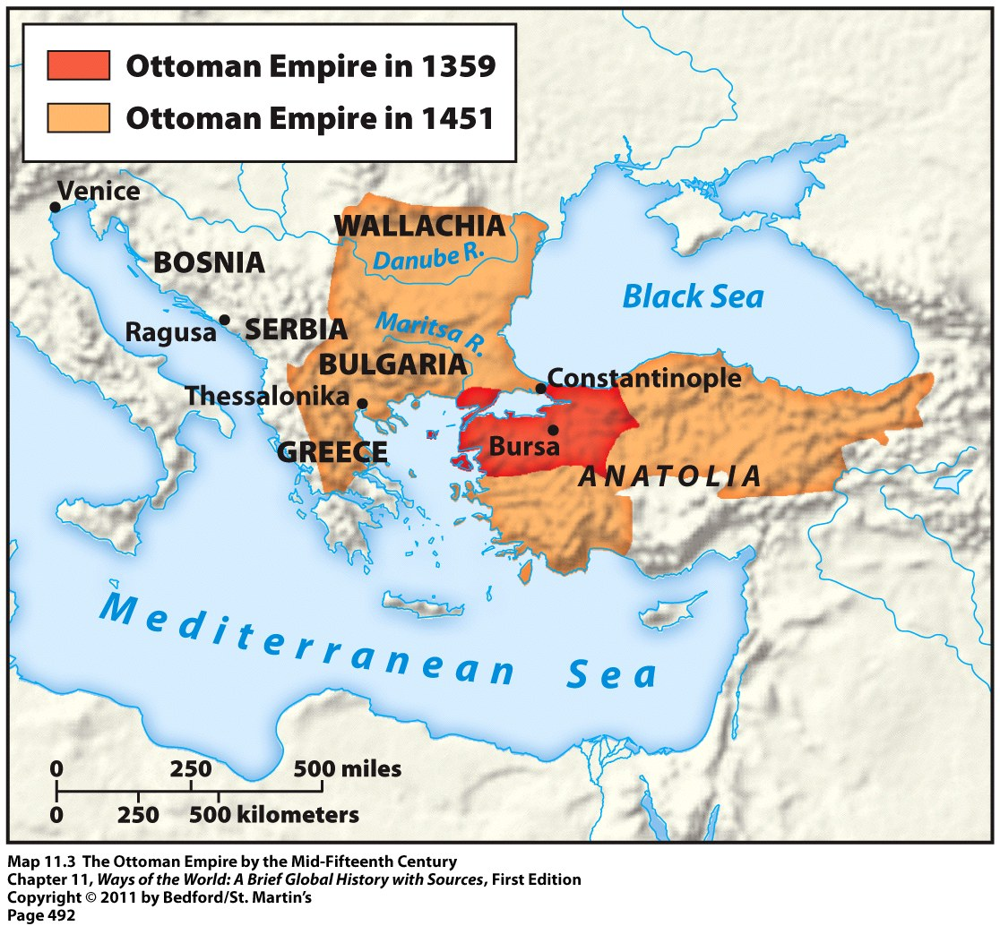 Ottoman Empire in 1359
Ottoman Empire in 1451
Venice
WALLACHIA
Danube R.
BOSNIA
Black Sea
Ragusa
SERBIA
Maritsa R.
BULGARIA
Constantinople
Thessalonika
Bursa
GREECE
ANATOLIA
Mediterranean Sea
0 250 500 miles
0 250 500 kilometers
Map 11.3 The Ottoman Empire by the Mid-Fifteenth Century
Chapter 11, Ways of the World: A Brief Global History with Sources, First Edition
Copyright © 2011 by Bedford/St. Martin's
Page 492